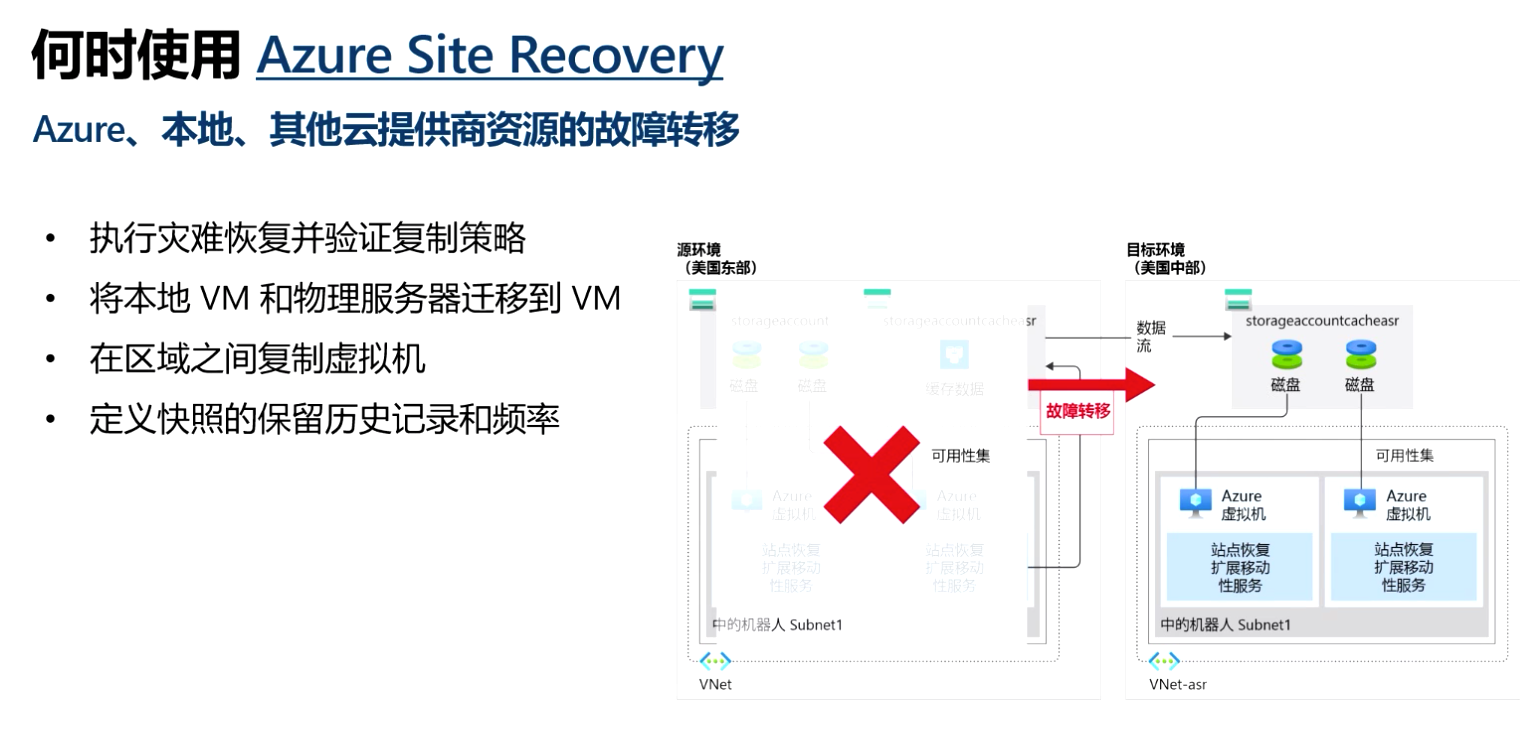 何时使用 Azure Site Recovery
Azure、本地、其他云提供商资源的故障转移
• 执行灾难恢复并验证复制策略
• 将本地 VM 和物理服务器迁移到 VM
• 在区域之间复制虚拟机
• 定义快照的保留历史记录和频率
源环境
（美国东部）
storageaccount
storageaccountcacheasr
磁盘
磁盘
缓存数据
可用性集
Azure
虚拟机
Azure
虚拟机
站点恢复
扩展移动
性服务
站点恢复
扩展移动
性服务
中的机器人 Subnet1
VNet
数据
流
故障转移
目标环境
（美国中部）
storageaccountcacheasr
磁盘
磁盘
可用性集
Azure
虚拟机
Azure
虚拟机
站点恢复
扩展移动
性服务
站点恢复
扩展移动
性服务
中的机器人 Subnet1
VNet-asr